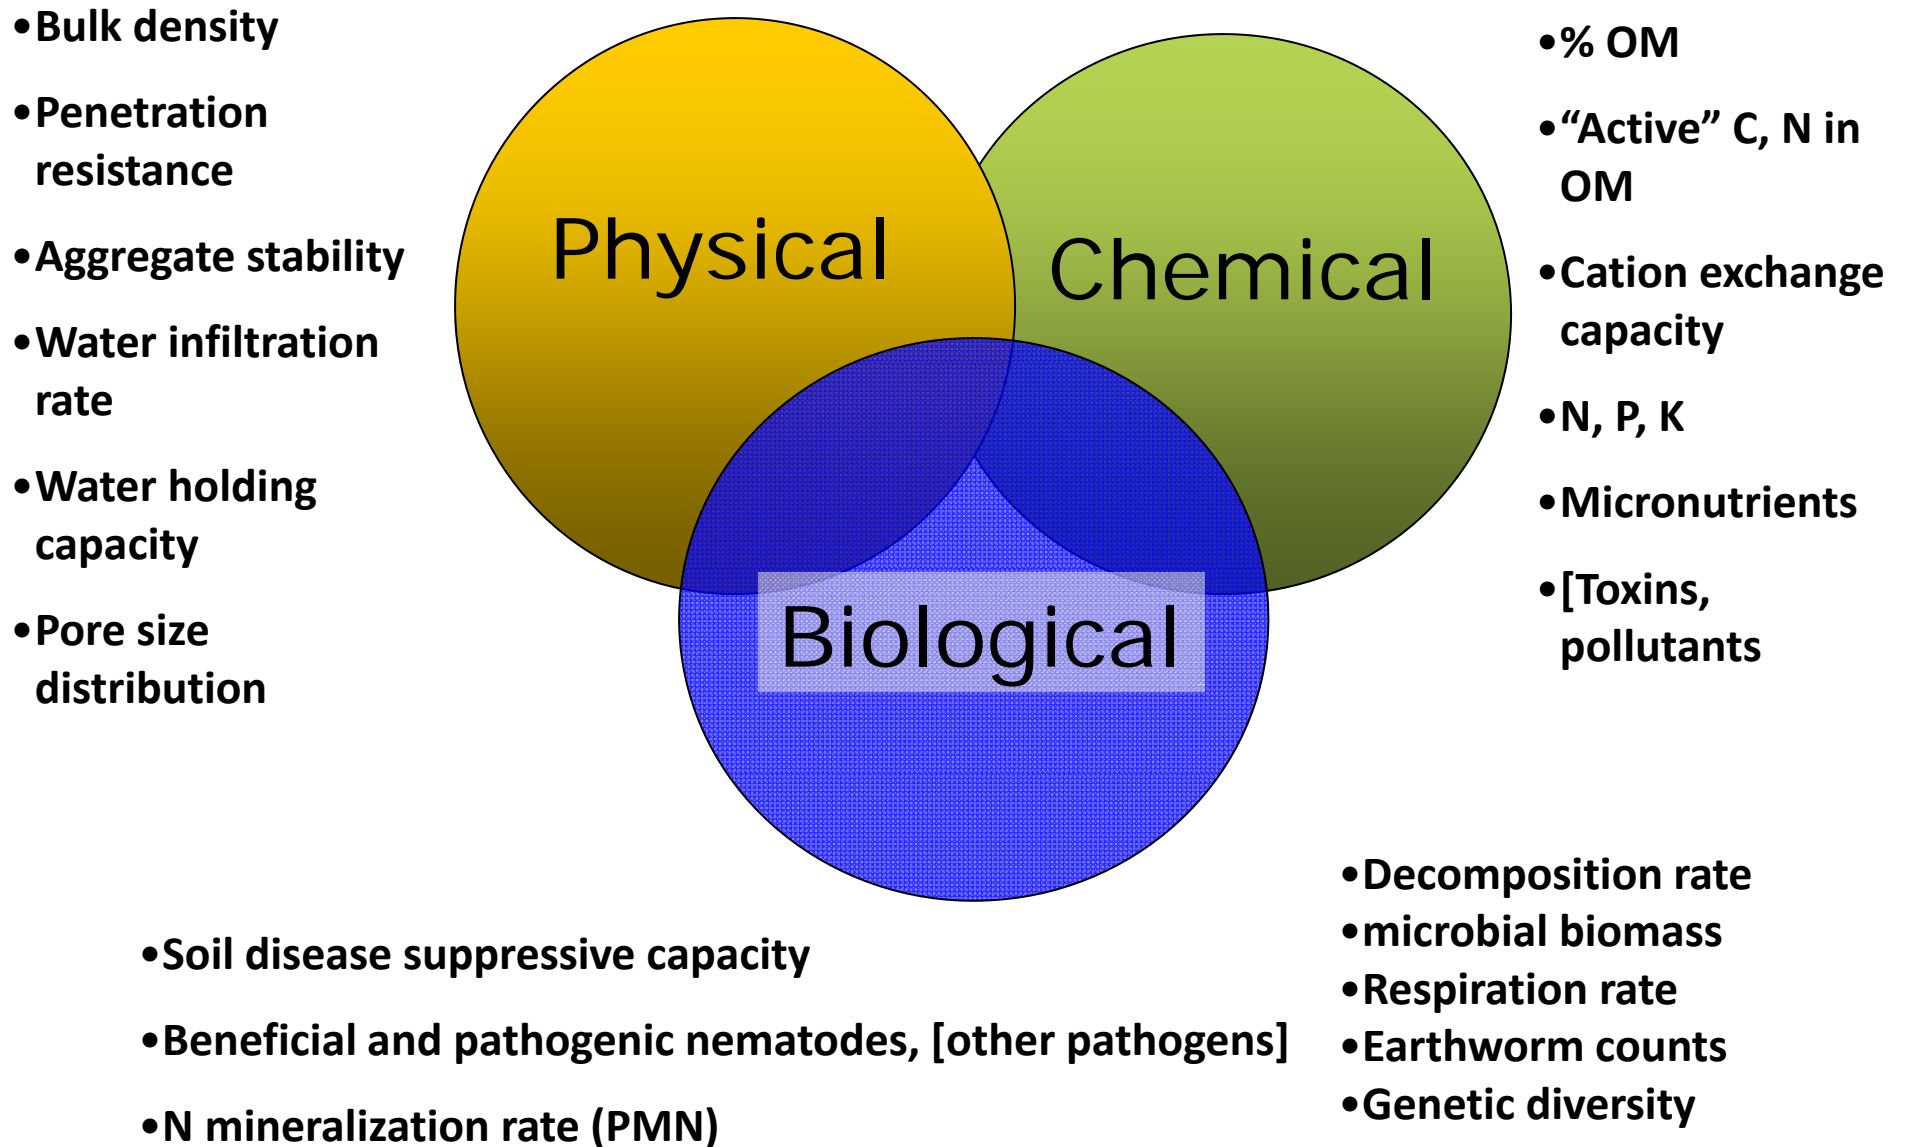 •Bulk density
•Penetration
resistance
•Aggregate stability
•Water infiltration
rate
•Water holding
capacity
•Pore size
distribution
Physical
Chemical
Biological
•% OM
•“Active” C, N in
OM
•Cation exchange
capacity
•N, P, K
•Micronutrients
•[Toxins,
pollutants
•Soil disease suppressive capacity
•Beneficial and pathogenic nematodes, [other pathogens]
•N mineralization rate (PMN)
•Decomposition rate
•microbial biomass
•Respiration rate
•Earthworm counts
•Genetic diversity